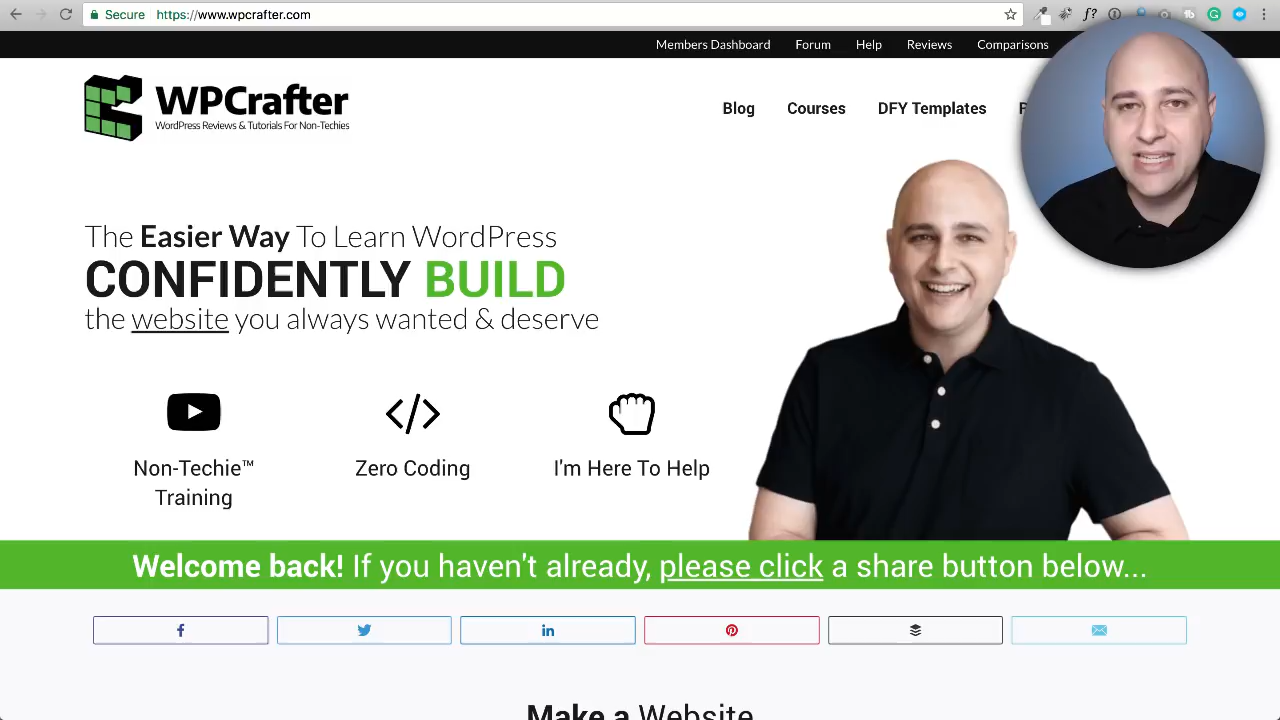 Secure https://www.wpcrafter.com
f?
Members Dashboard Forum Help Reviews Comparisons
WPCrafter
WordPress Reviews & Tutorials For Non-Techies
Blog Courses DFY Templates
The Easier Way To Learn WordPress
CONFIDENTLY BUILD
the website you always wanted & deserve
Non-Techie™
Training
Zero Coding
I'm Here To Help
Welcome back! If you haven't already, please click a share button below...
Make a Website